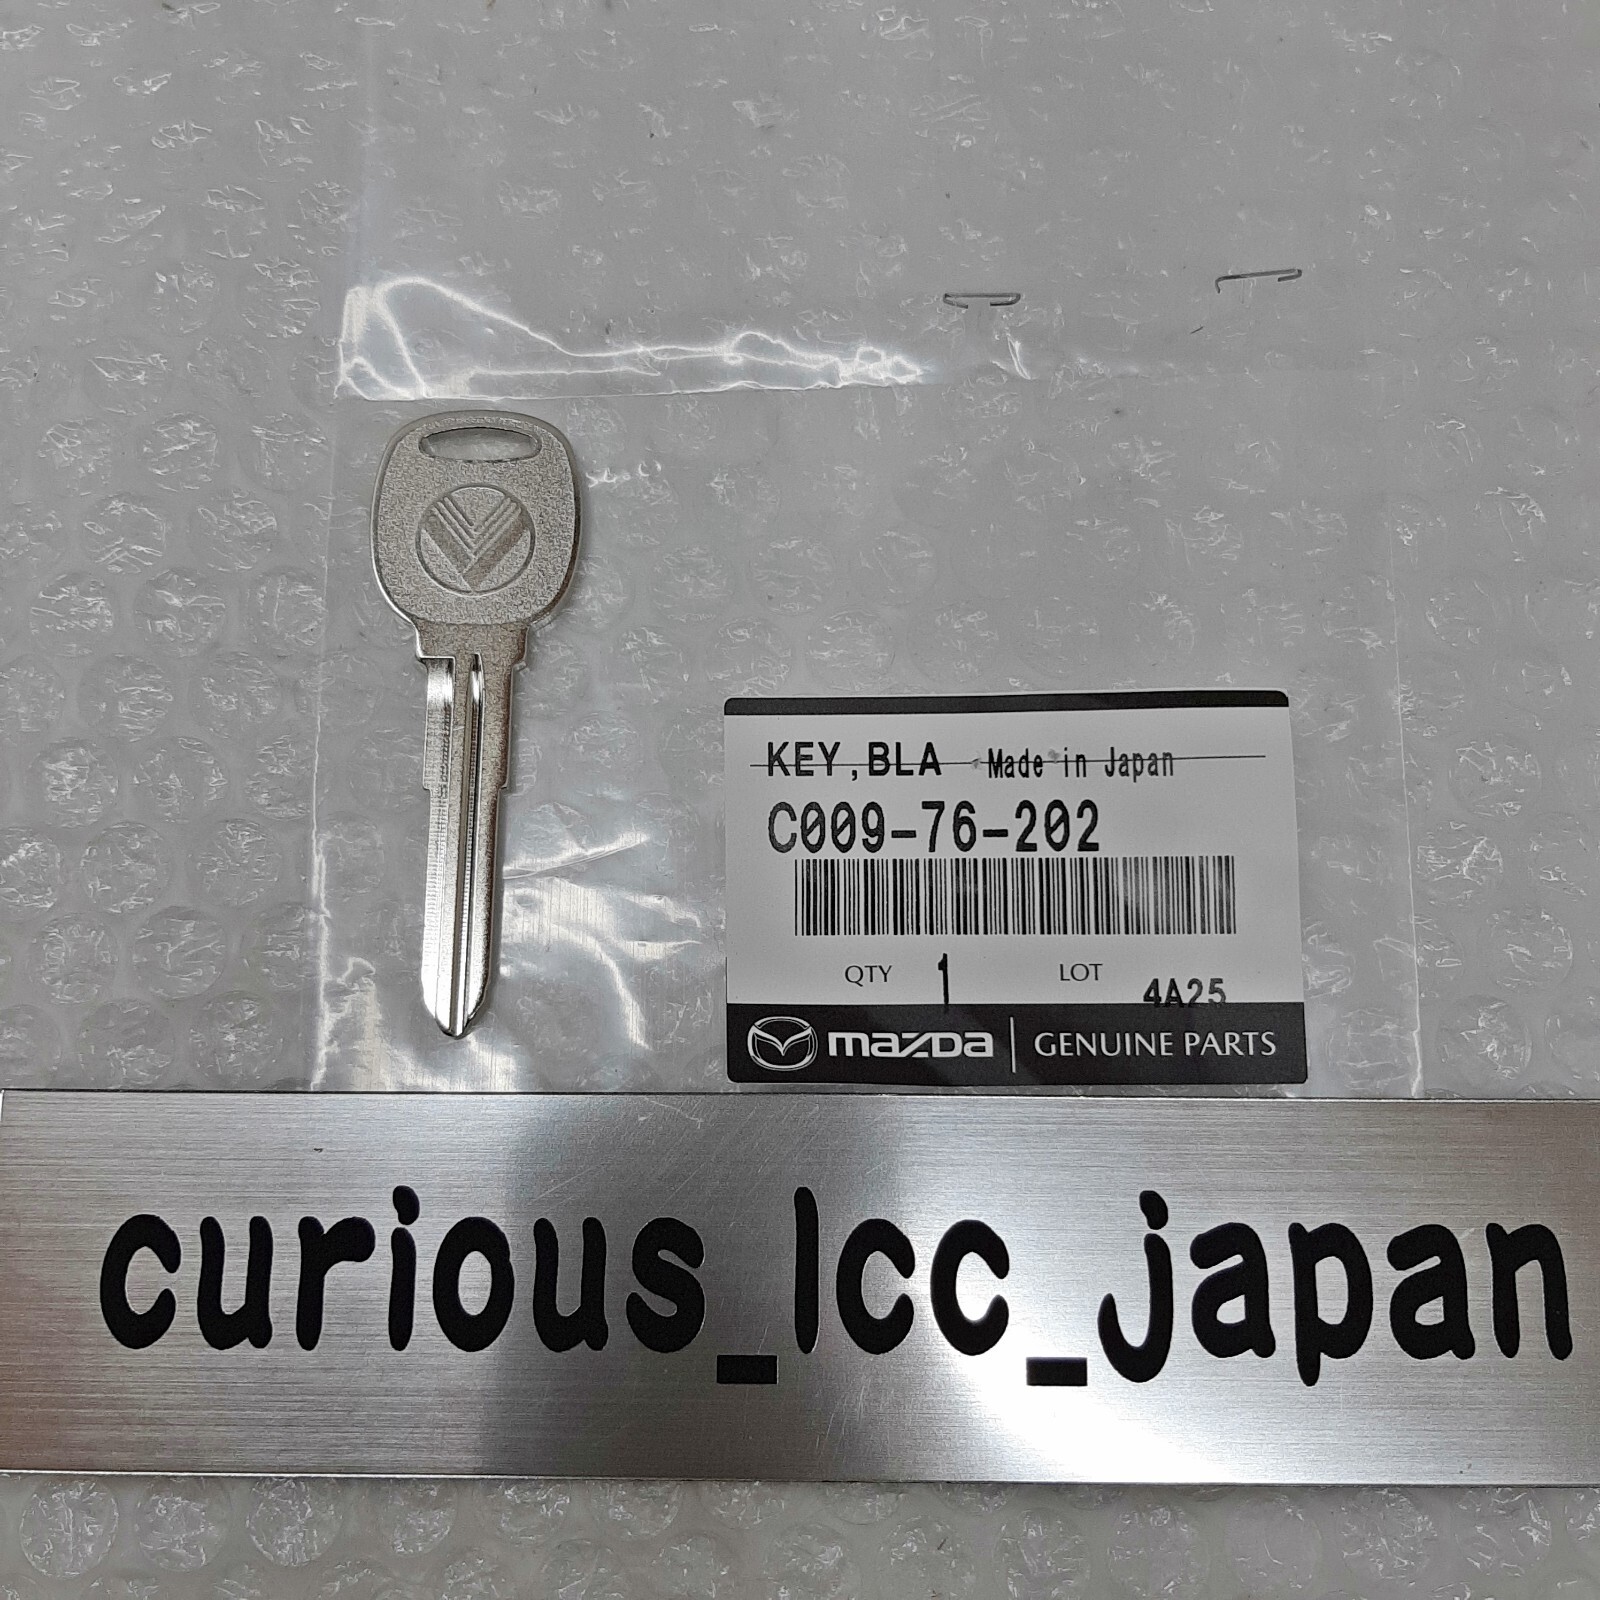 KEY,BLA Made in Japan
C009-76-202
QTY 1 LOT 4A25
mazda GENUINE PARTS
curious_lcc_japan